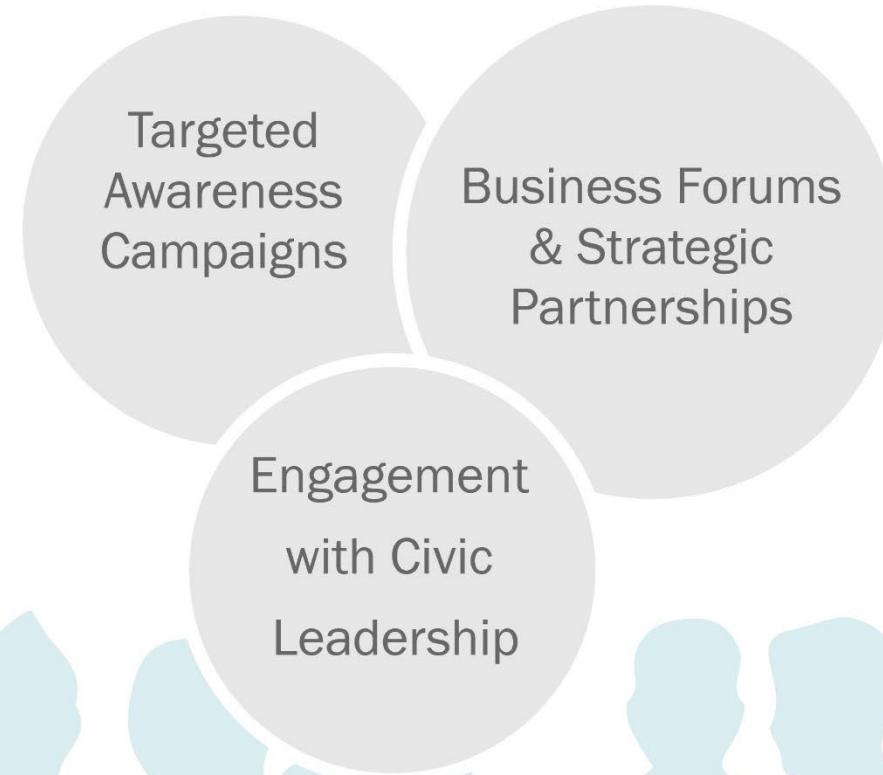 Targeted
Awareness
Campaigns
Business Forums
& Strategic
Partnerships
Engagement
with Civic
Leadership